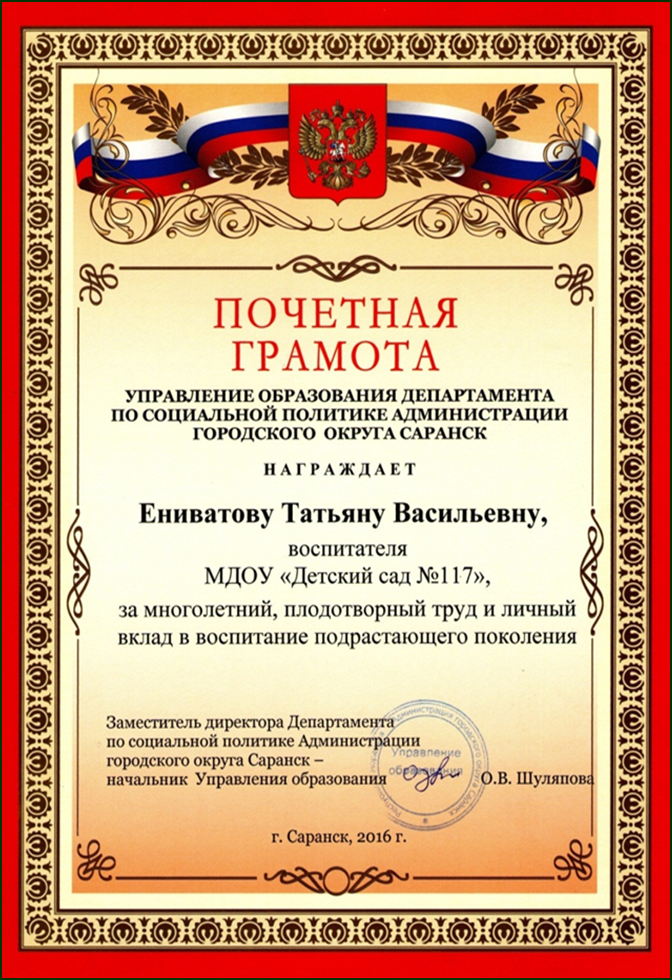 ПОЧЕТНАЯ
ГРАМОТА
УПРАВЛЕНИЕ ОБРАЗОВАНИЯ ДЕПАРТАМЕНТА
ПО СОЦИАЛЬНОЙ ПОЛИТИКЕ АДМИНИСТРАЦИИ
ГОРОДСКОГО ОКРУГА САРАНСК
НАГРАЖДАЕТ
Ениватову Татьяну Васильевну,
воспитателя
МДОУ «Детский сад №117»,
за многолетний, плодотворный труд и личный
вклад в воспитание подрастающего поколения
Заместитель директора Департамента
по социальной политике Администрации
городского округа Саранск –
начальник Управления образования О.В. Шуляпова
Управление
образования
г. Саранск, 2016 г.